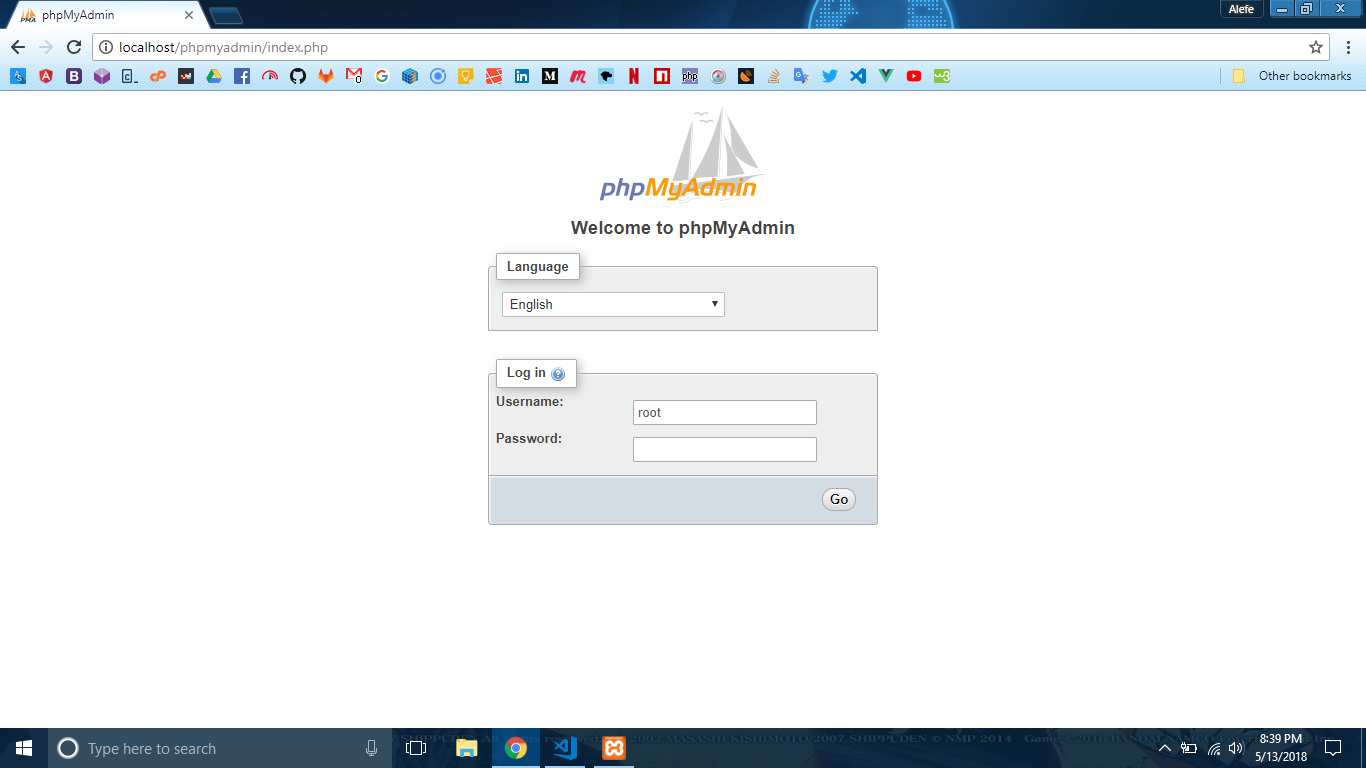 phpMyAdmin
Alefe
localhost/phpmyadmin/index.php
Other bookmarks
phpMyAdmin
Welcome to phpMyAdmin
Language
English
Log in
Username:
root
Password:
Go
Type here to search
8:39 PM
5/13/2018